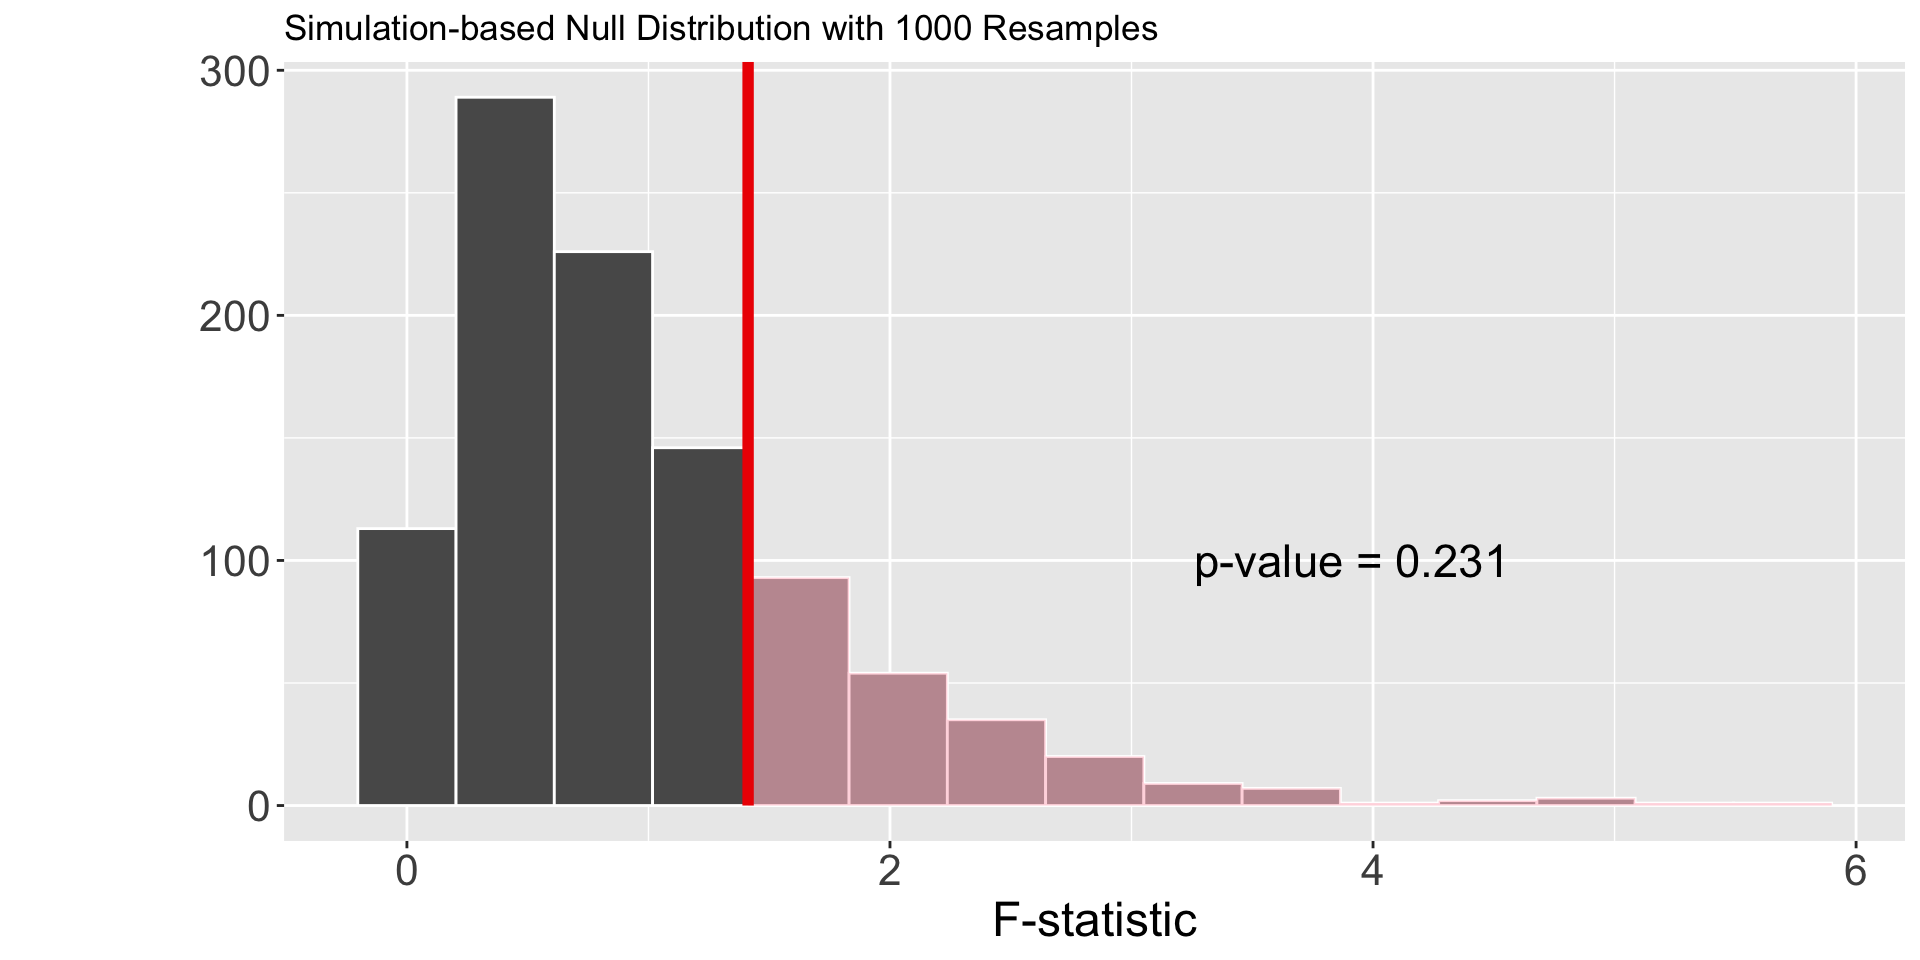 Simulation-based Null Distribution with 1000 Resamples
300
200
100
0
p-value = 0.231
0 2 4 6
F-statistic